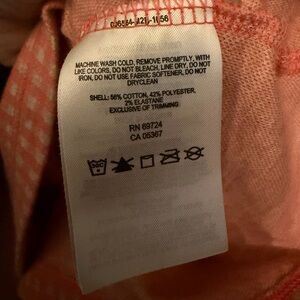 MACHINE WASH COLD, REMOVE PROMPTLY, WITH
LIKE COLORS, DO NOT BLEACH, LINE DRY, DO NOT
IRON, DO NOT USE FABRIC SOFTENER, DO NOT
DRYCLEAN
SHELL: 56% COTTON, 42% POLYESTER,
2% ELASTANE
EXCLUSIVE OF TRIMMING
RN 69724
CA 05367